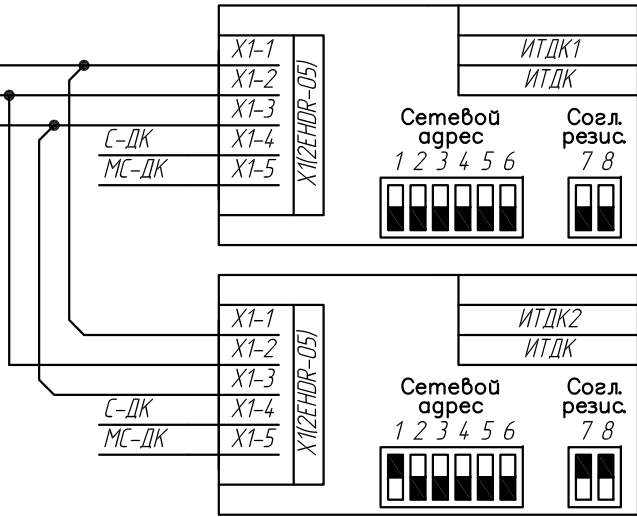 X1-1
X1-2
X1-3
С-ДК X1-4
МС-ДК X1-5
X1(2EHDR-05)
ИТДК1
ИТДК
Сетевой
адрес
1 2 3 4 5 6
Согл.
резис.
7 8
X1-1
X1-2
X1-3
С-ДК X1-4
МС-ДК X1-5
X1(2EHDR-05)
ИТДК2
ИТДК
Сетевой
адрес
1 2 3 4 5 6
Согл.
резис.
7 8